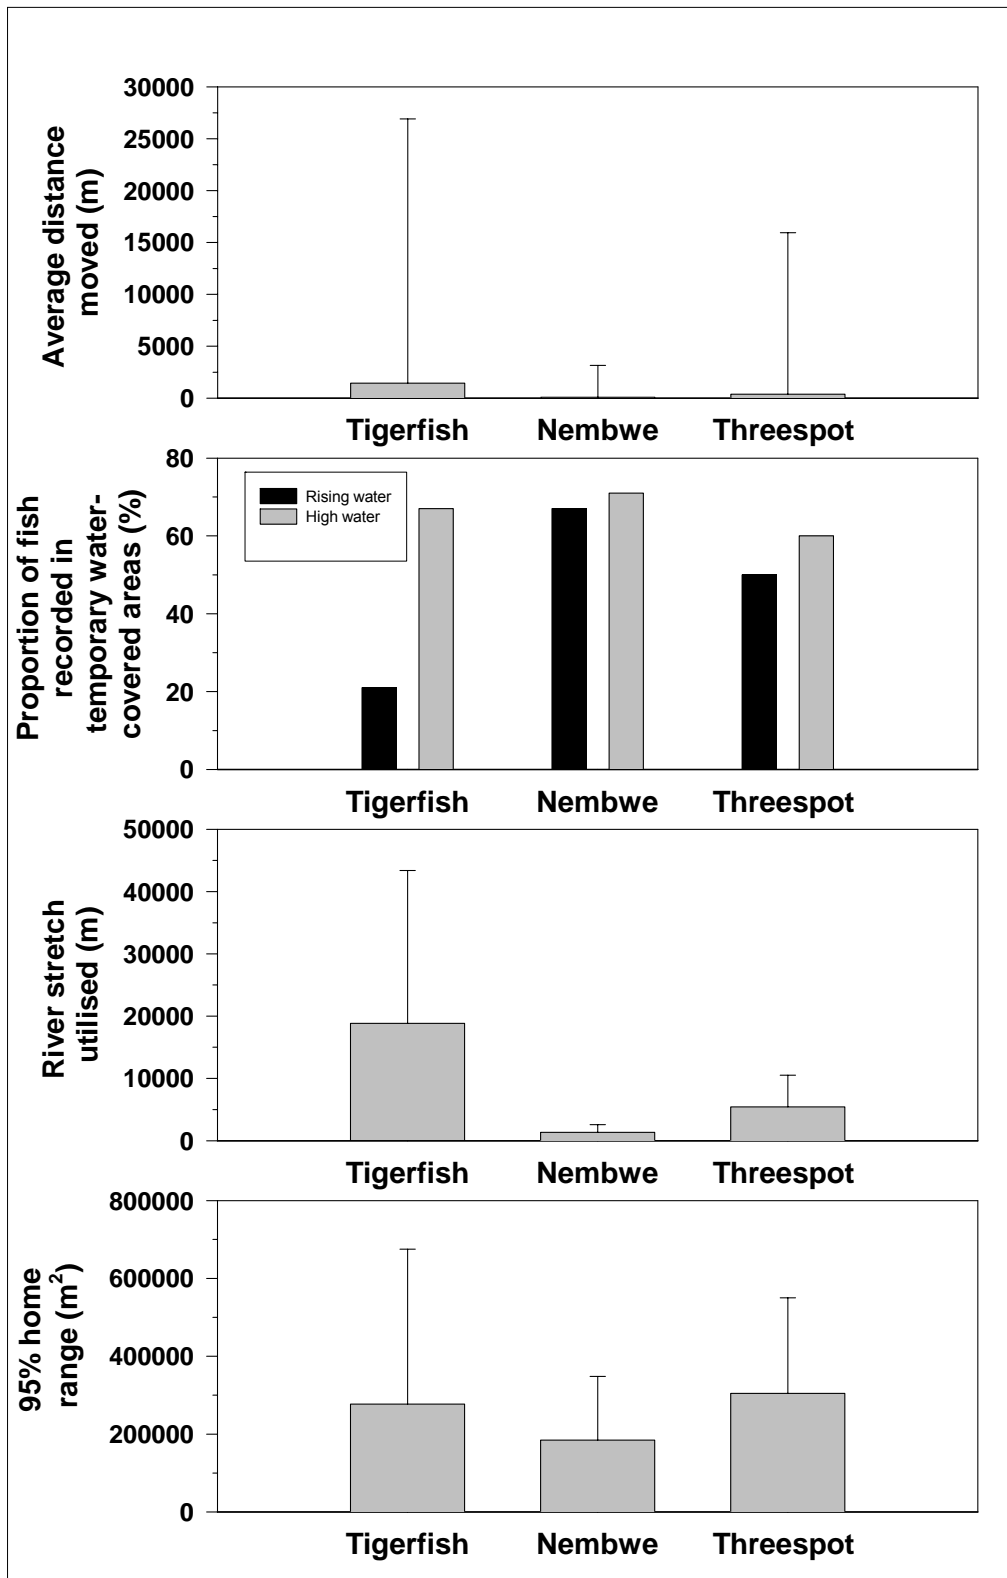 30000
25000
20000
15000
10000
5000
0
Average distance
moved (m)
Tigerfish Nembwe Threespot
80
60
40
20
0
Proportion of fish
recorded in
temporary water-
covered areas (%)
Rising water
High water
Tigerfish Nembwe Threespot
50000
40000
30000
20000
10000
0
River stretch
utilised (m)
Tigerfish Nembwe Threespot
800000
600000
400000
200000
0
95% home
range (m²)
Tigerfish Nembwe Threespot